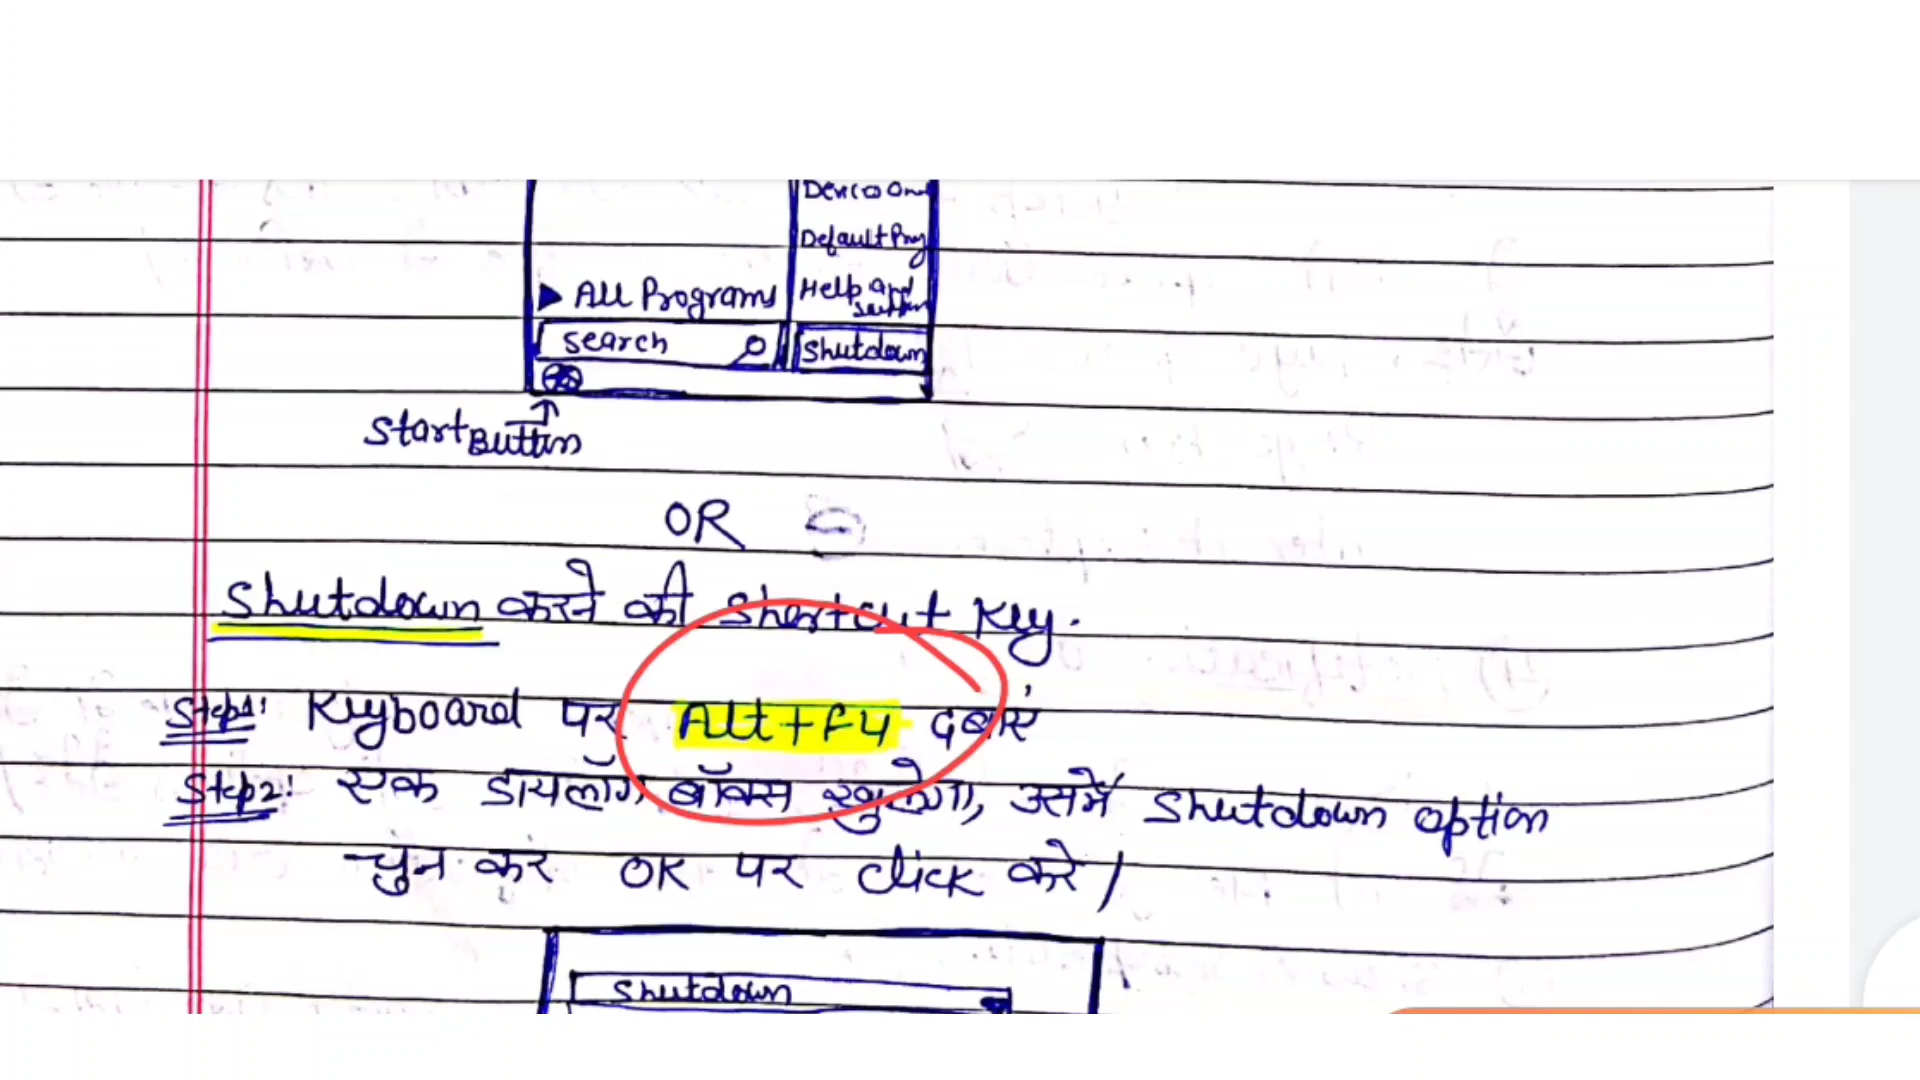 Default Prog
▶ All Programs
Help and
search
Shutdown
Start Button
OR
Shutdown करने की Shortcut Key.
Step1: Keyboard पर Alt+F4 दबाएं
Step2: एक डायलॉग बॉक्स खुलेगा, उसमें Shutdown option
चुन कर OK पर click करे।
Shutdown